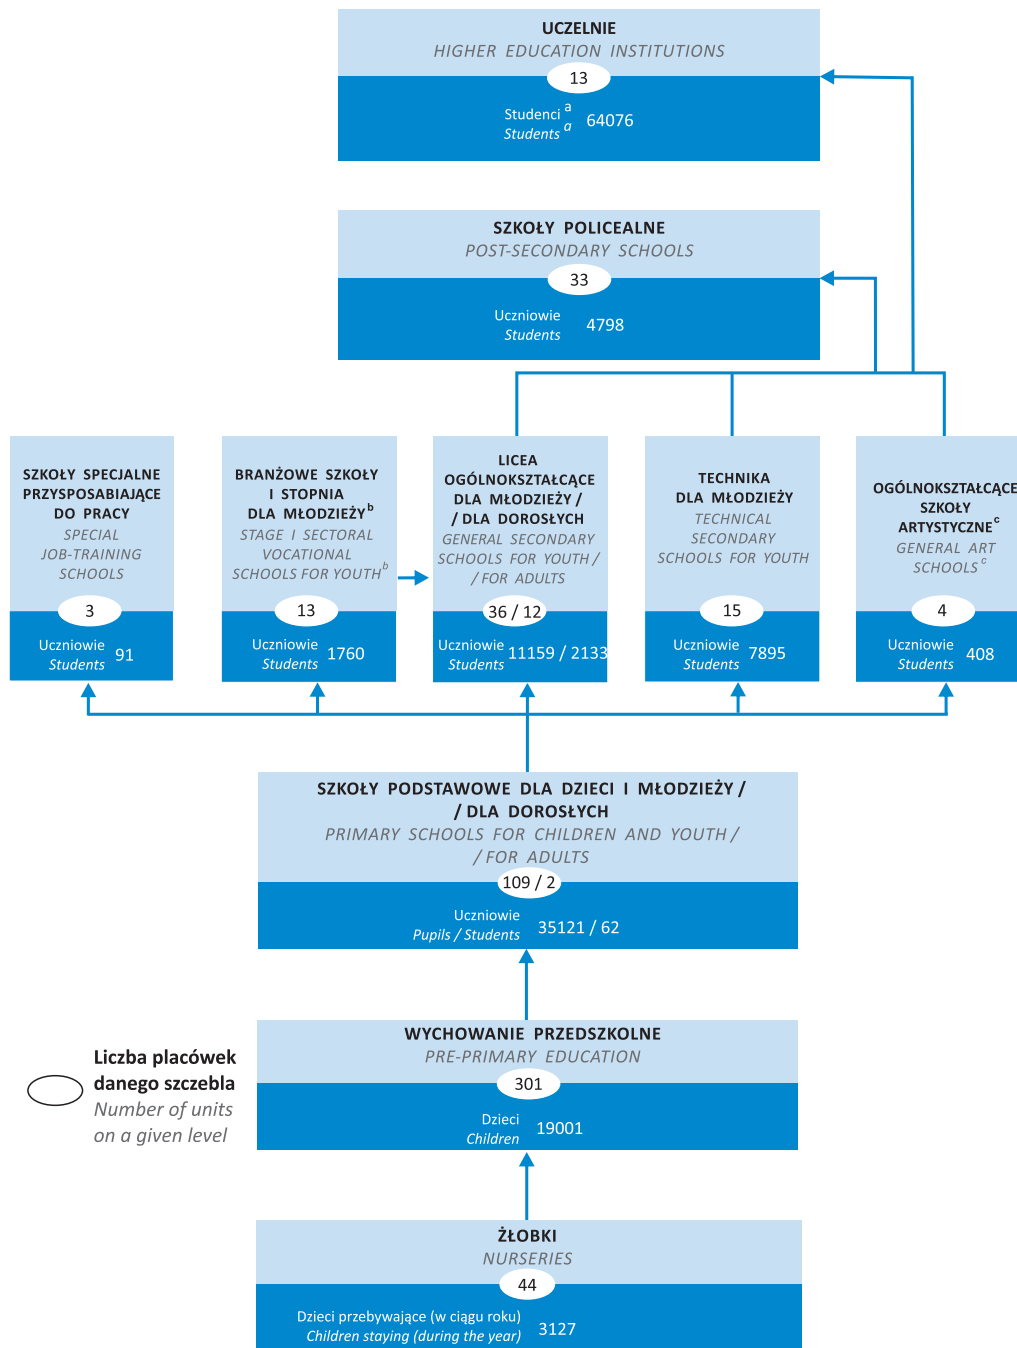 UCZELNIE
HIGHER EDUCATION INSTITUTIONS
13
Studenci a
Students a
64076
SZKOŁY POLICEALNE
POST-SECONDARY SCHOOLS
33
Uczniowie
Students
4798
SZKOŁY SPECJALNE
PRZYSPOSABIAJĄCE
DO PRACY
SPECIAL
JOB-TRAINING
SCHOOLS
3
Uczniowie
Students
91
BRANŻOWE SZKOŁY
I STOPNIA
DLA MŁODZIEŻY b
STAGE I SECTORAL
VOCATIONAL
SCHOOLS FOR YOUTH b
13
Uczniowie
Students
1760
LICEA
OGÓLNOKSZTAŁCĄCE
DLA MŁODZIEŻY /
/ DLA DOROSŁYCH
GENERAL SECONDARY
SCHOOLS FOR YOUTH /
/ FOR ADULTS
36 / 12
Uczniowie
Students
11159 / 2133
TECHNIKA
DLA MŁODZIEŻY
TECHNICAL
SECONDARY
SCHOOLS FOR YOUTH
15
Uczniowie
Students
7895
OGÓLNOKSZTAŁCĄCE
SZKOŁY
ARTYSTYCZNE c
GENERAL ART
SCHOOLS c
4
Uczniowie
Students
408
SZKOŁY PODSTAWOWE DLA DZIECI I MŁODZIEŻY /
/ DLA DOROSŁYCH
PRIMARY SCHOOLS FOR CHILDREN AND YOUTH /
/ FOR ADULTS
109 / 2
Uczniowie
Pupils / Students
35121 / 62
WYCHOWANIE PRZEDSZKOLNE
PRE-PRIMARY EDUCATION
301
Dzieci
Children
19001
Liczba placówek
danego szczebla
Number of units
on a given level
ŻŁOBKI
NURSERIES
44
Dzieci przebywające (w ciągu roku)
Children staying (during the year)
3127